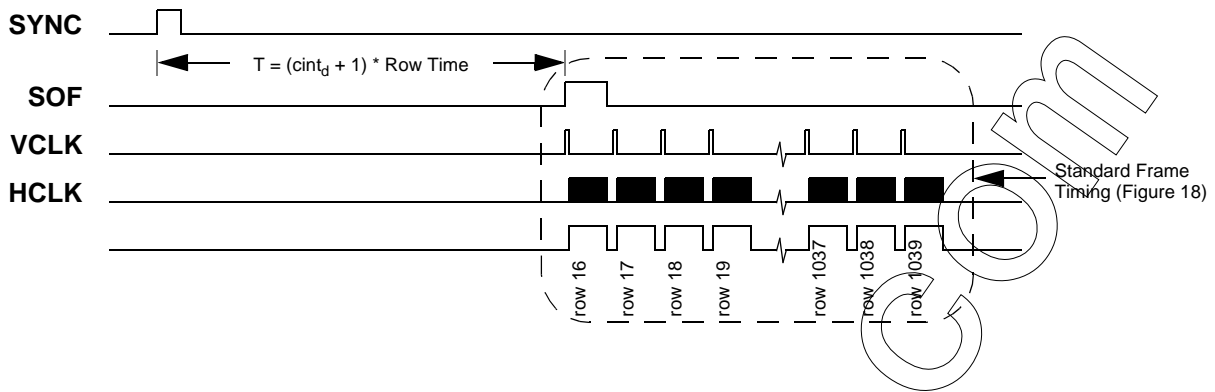 SYNC
T = (cint_d + 1) * Row Time
SOF
VCLK
HCLK
Standard Frame
Timing (Figure 18)
row 16
row 17
row 18
row 19
row 1037
row 1038
row 1039
com